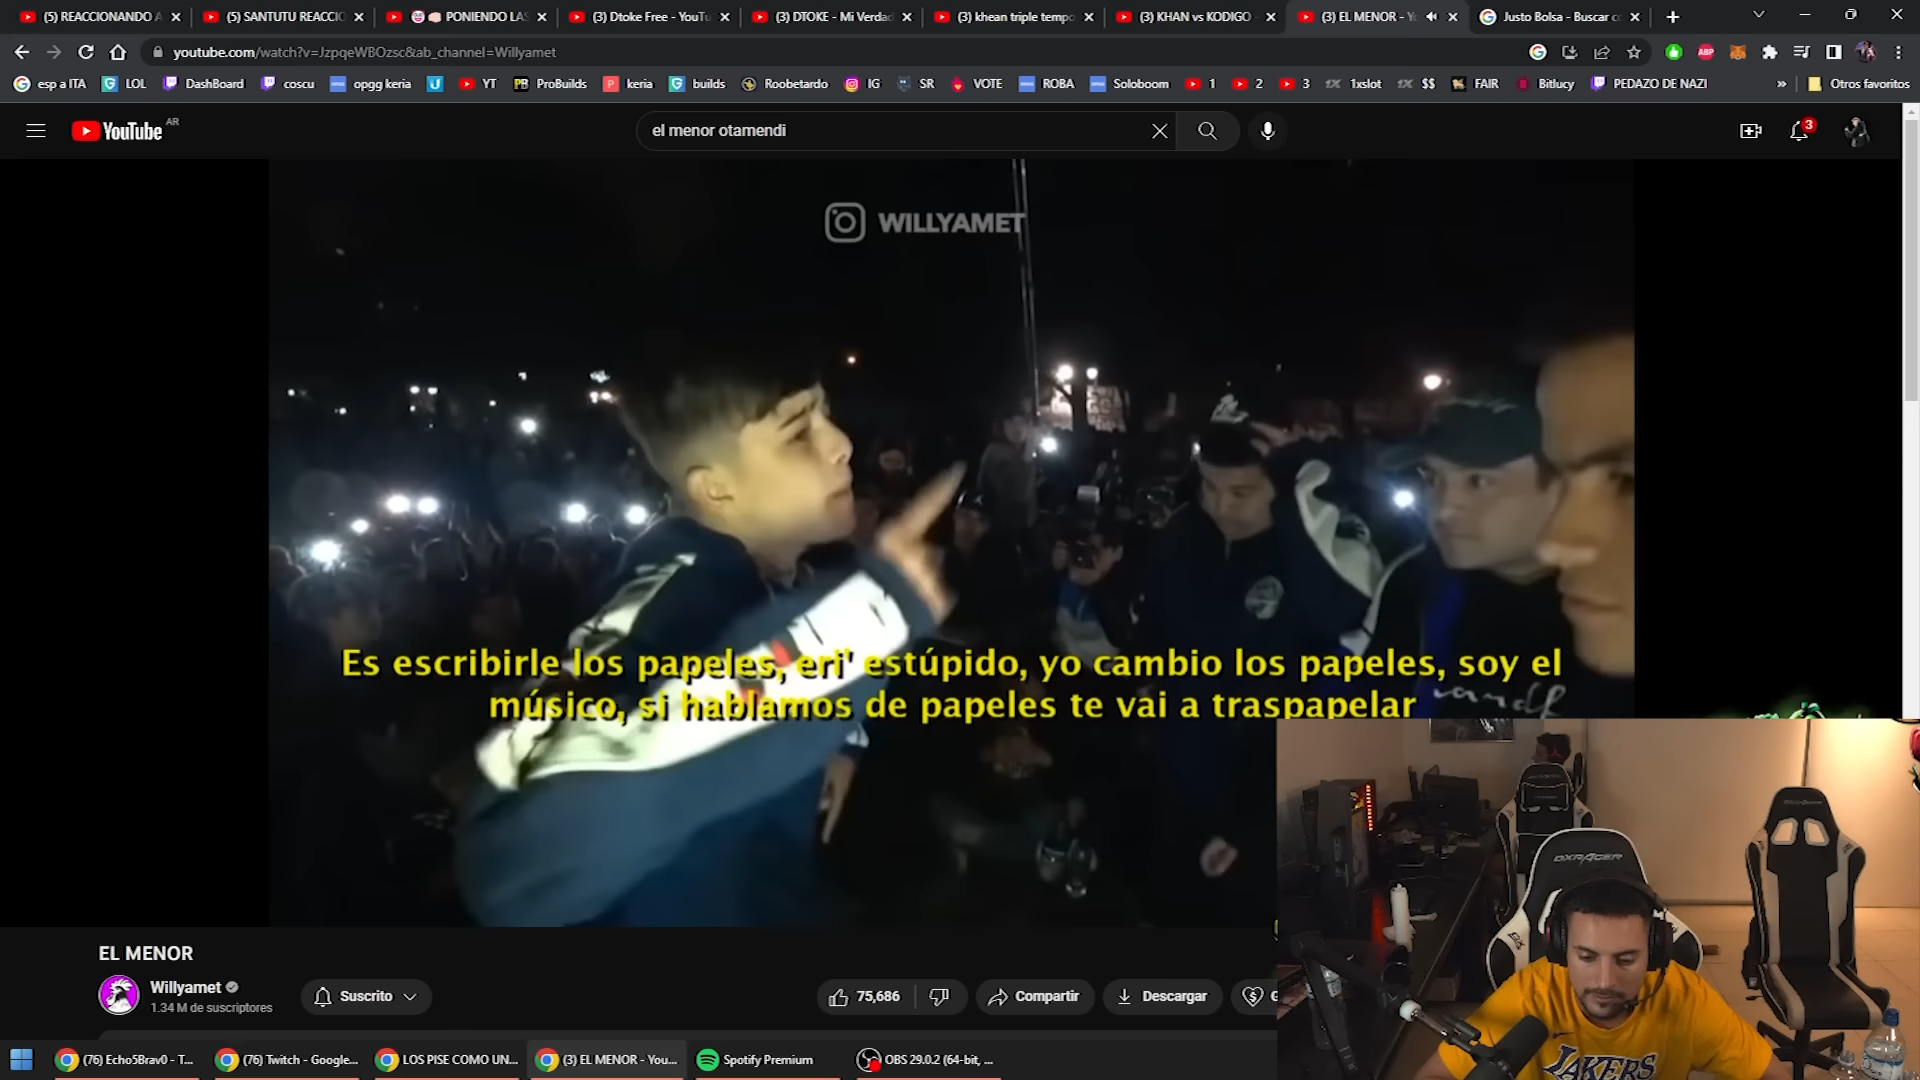 (5) REACCIONANDO A
(5) SANTUTU REACCIO
PONIENDO LAS
(3) Dtoke Free - YouTu
(3) DTOKE - Mi Verdad
(3) khean triple tempo
(3) KHAN vs KODIGO -
(3) EL MENOR - Yo
Justo Bolsa - Buscar co
youtube.com/watch?v=JzpqeWBOzsc&ab_channel=Willyamet
esp a ITA
LOL
DashBoard
coscu
opgg keria
YT
ProBuilds
keria
builds
Roobetardo
IG
SR
VOTE
ROBA
Soloboom
1
2
3
1xslot
$$
FAIR
Bitlucy
PEDAZO DE NAZI
Otros favoritos
YouTube AR
el menor otamendi
3
WILLYAMET
Es escribirle los papeles, eri' estúpido, yo cambio los papeles, soy el
músico, si hablamos de papeles te vai a traspapelar
DXRACER
LAKERS
EL MENOR
Willyamet
1.34 M de suscriptores
Suscrito
75,686
Compartir
Descargar
G
(76) Echo5Brav0 - T...
(76) Twitch - Google...
LOS PISE COMO UN...
(3) EL MENOR - You...
Spotify Premium
OBS 29.0.2 (64-bit, ...